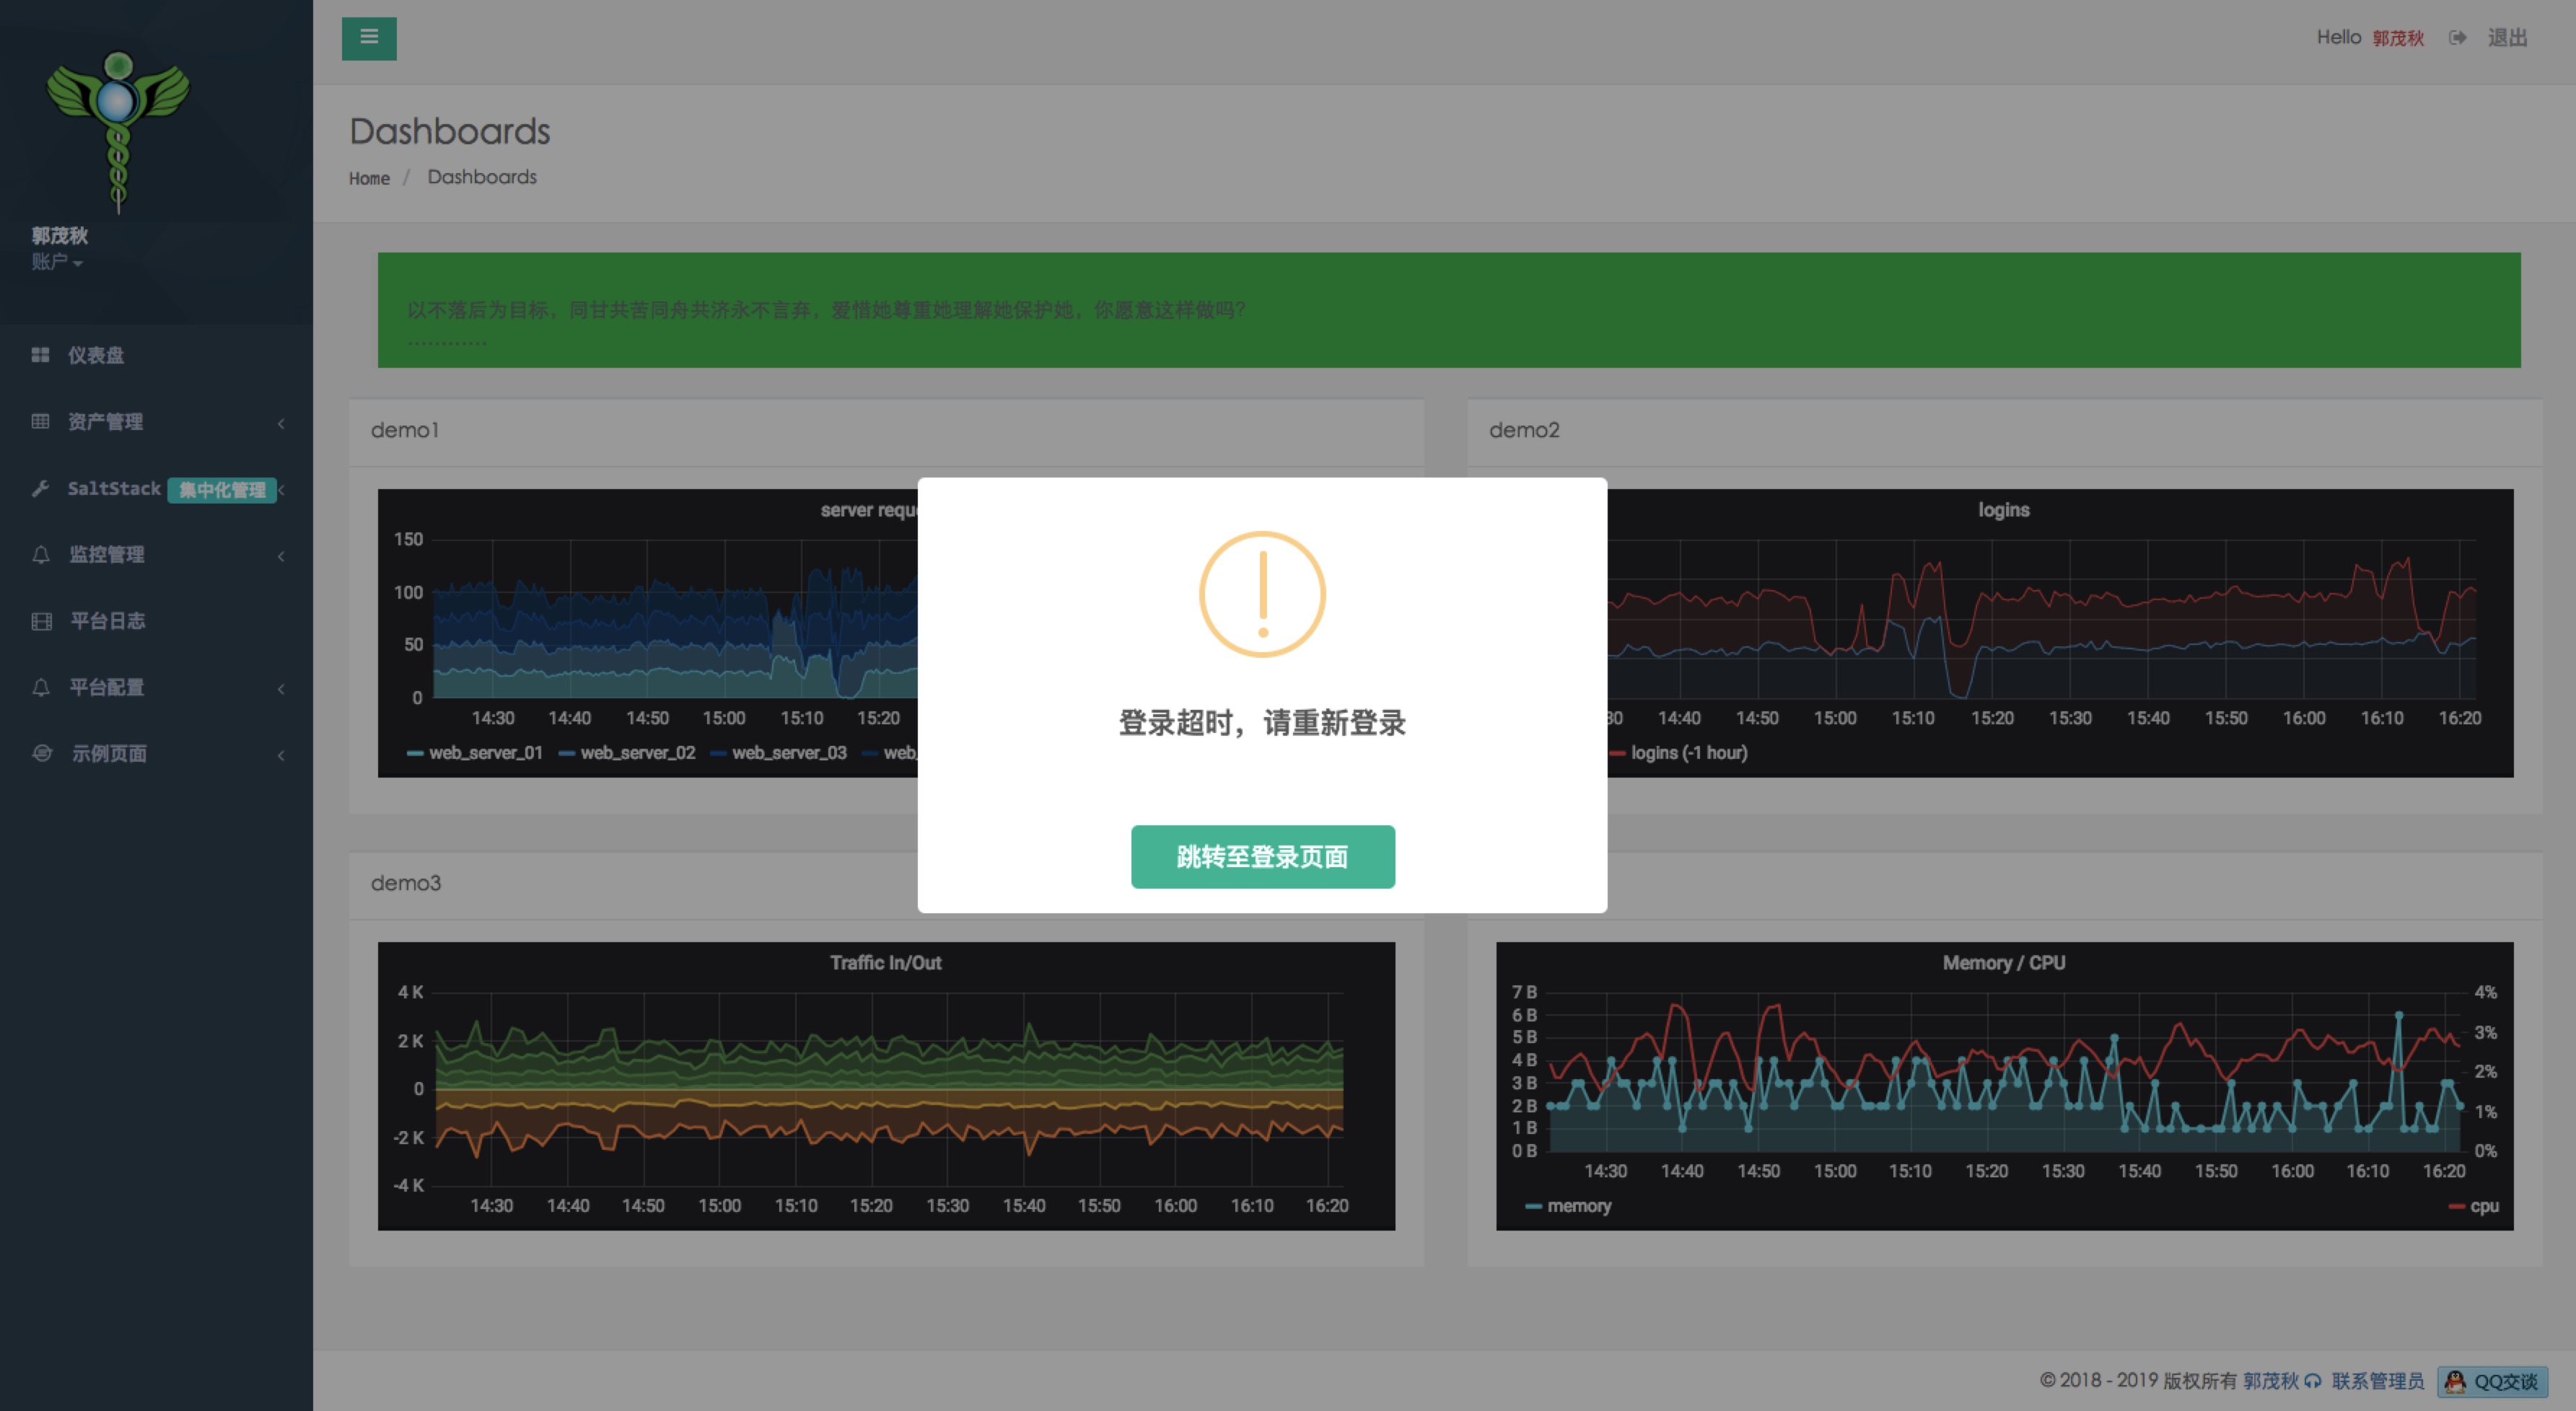 Hello 郭茂秋 退出
Dashboards
Home / Dashboards
郭茂秋
账户
仪表盘
资产管理
SaltStack 集中化管理
监控管理
平台日志
平台配置
示例页面
以不落后为目标，同甘共苦同舟共济永不言弃，爱惜她尊重她理解她保护她，你愿意这样做吗？
............
demo1
server requ
150
100
50
0
14:30 14:40 14:50 15:00 15:10 15:20
web_server_01 web_server_02 web_server_03 web_
demo2
logins
30 14:40 14:50 15:00 15:10 15:20 15:30 15:40 15:50 16:00 16:10 16:20
logins (-1 hour)
登录超时，请重新登录
跳转至登录页面
demo3
Traffic In/Out
4 K
2 K
0
-2 K
-4 K
14:30 14:40 14:50 15:00 15:10 15:20 15:30 15:40 15:50 16:00 16:10 16:20
Memory / CPU
7 B 4%
6 B
5 B 3%
4 B
3 B 2%
2 B 1%
1 B
0 B 0%
14:30 14:40 14:50 15:00 15:10 15:20 15:30 15:40 15:50 16:00 16:10 16:20
memory cpu
© 2018 - 2019 版权所有 郭茂秋 联系管理员 QQ交谈